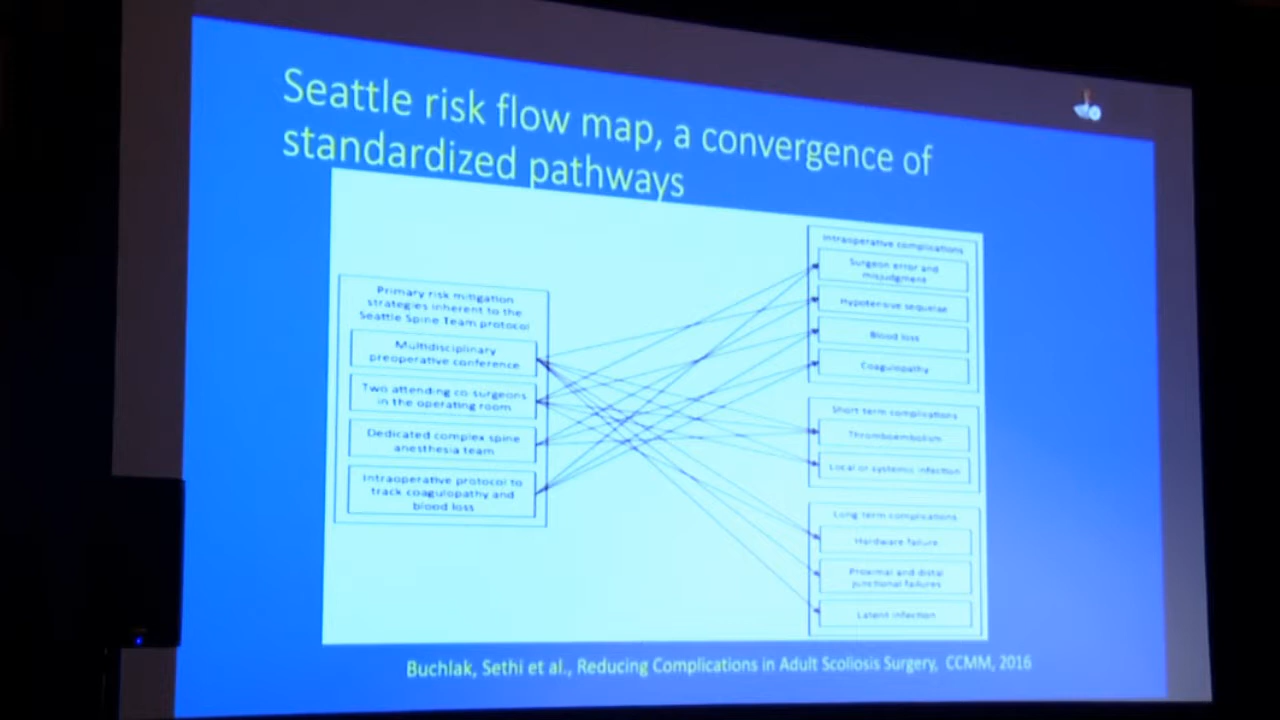 Seattle risk flow map, a convergence of
standardized pathways
Primary risk mitigation
strategies inherent to the
Seattle Spine Team protocol
Multidisciplinary
preoperative conference
Two attending co surgeons
in the operating room
Dedicated complex spine
anesthesia team
Intraoperative protocol to
track coagulopathy and
blood loss
Intraoperative complications
Surgeon error and
misjudgment
Hypotensive sequelae
Blood loss
Coagulopathy
Short term complications
Thromboembolism
Local or systemic infection
Long term complications
Hardware failure
Proximal and distal
junctional failures
Latent infection
Buchlak, Sethi et al., Reducing Complications in Adult Scoliosis Surgery, CCMM, 2016